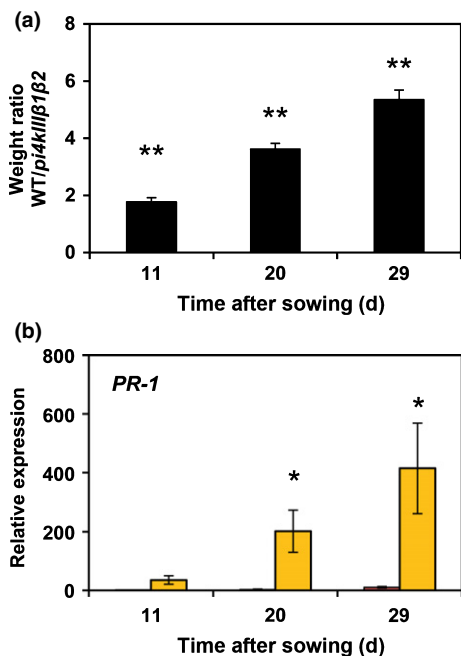 (a)
8
6
4
2
0
Weight ratio
WT/pi4kIIIβ1β2
**
**
**
11 20 29
Time after sowing (d)
(b)
800
600
400
200
0
Relative expression
PR-1
*
*
11 20 29
Time after sowing (d)